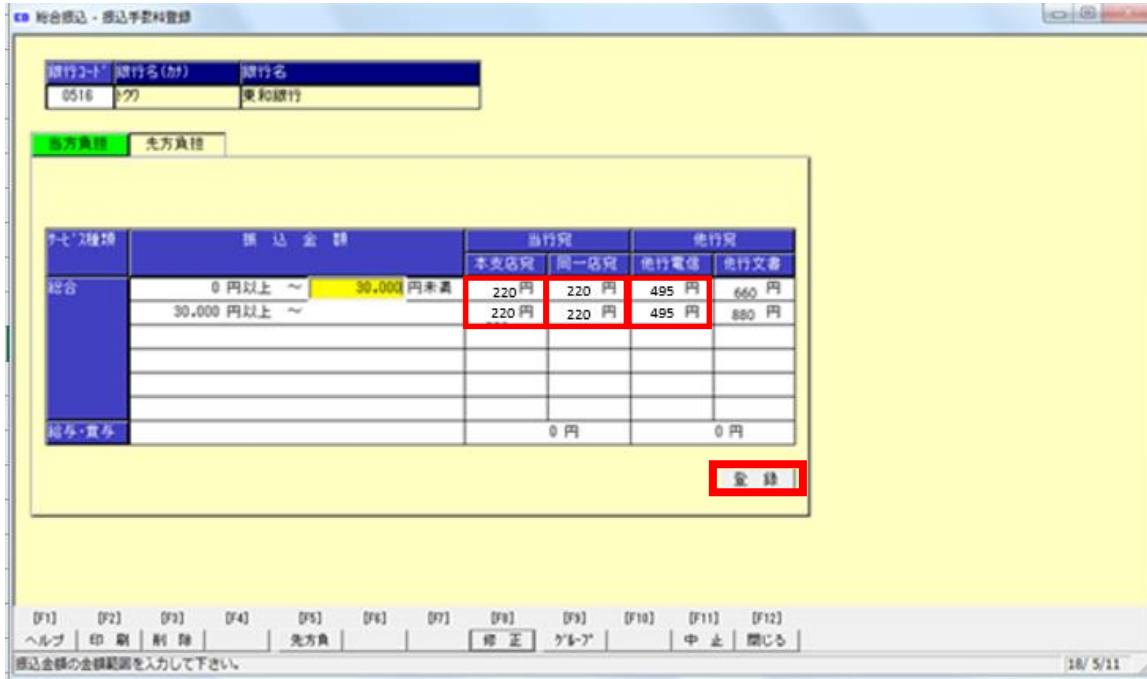 総合振込 - 振込手数料登録
銀行ｺｰﾄﾞ 銀行名(ｶﾅ) 銀行名
0516 ﾄｳﾜ 東和銀行
当方負担 先方負担
ｻｰﾋﾞｽ種類 振 込 金 額 当行宛 他行宛
本支店宛 同一店宛 他行電信 他行文書
総合 0 円以上 ～ 30,000 円未満 220 円 220 円 495 円 660 円
30,000 円以上 ～ 220 円 220 円 495 円 880 円
給与・賞与 0 円 0 円
登 録
[F1] [F2] [F3] [F4] [F5] [F6] [F7] [F8] [F9] [F10] [F11] [F12]
ヘルプ 印 刷 削 除 先方負 修 正 ｸﾞﾙｰﾌﾟ 中 止 閉じる
振込金額の金額範囲を入力して下さい。 18/ 5/11